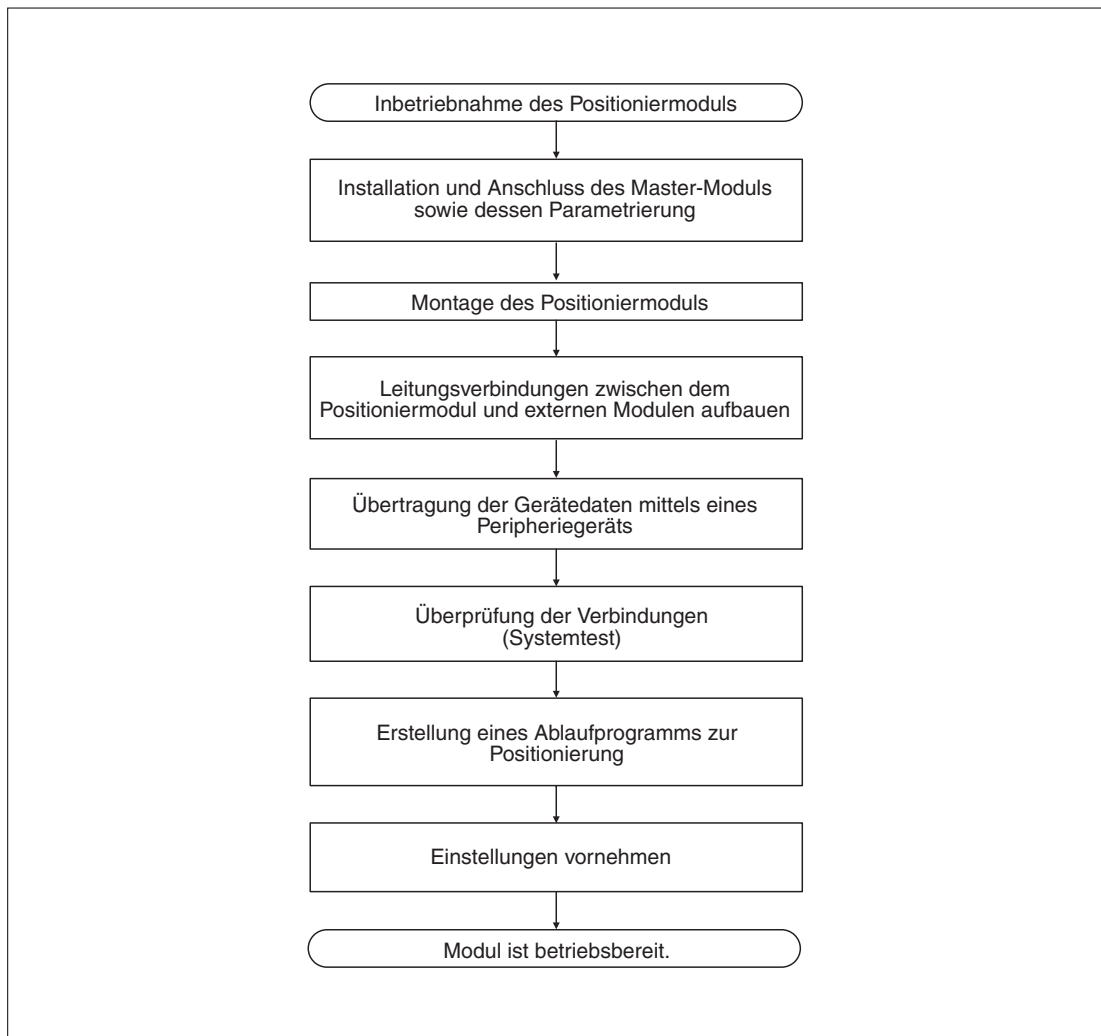 Inbetriebnahme des Positioniermoduls
Installation und Anschluss des Master-Moduls
sowie dessen Parametrierung
Montage des Positioniermoduls
Leitungsverbindungen zwischen dem
Positioniermodul und externen Modulen aufbauen
Übertragung der Gerätedaten mittels eines
Peripheriegeräts
Überprüfung der Verbindungen
(Systemtest)
Erstellung eines Ablaufprogramms zur
Positionierung
Einstellungen vornehmen
Modul ist betriebsbereit.